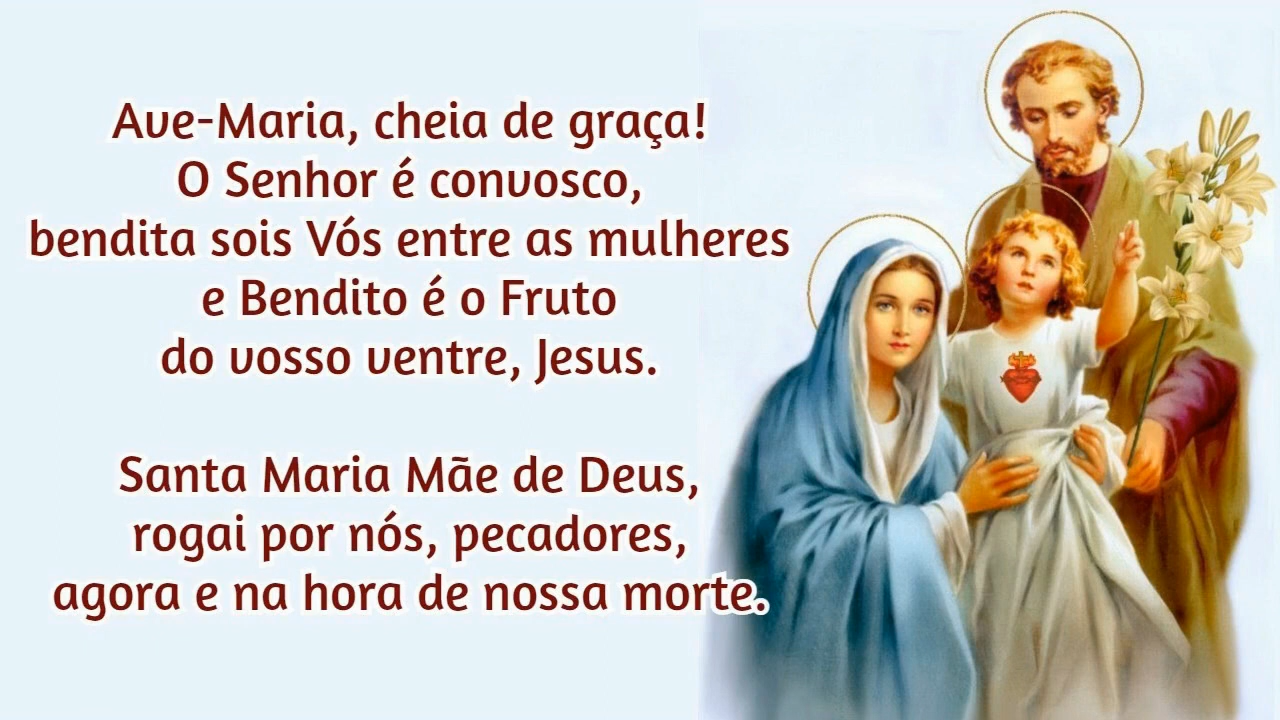 Ave-Maria, cheia de graça!
O Senhor é convosco,
bendita sois Vós entre as mulheres
e Bendito é o Fruto
do vosso ventre, Jesus.
Santa Maria Mãe de Deus,
rogai por nós, pecadores,
agora e na hora de nossa morte.